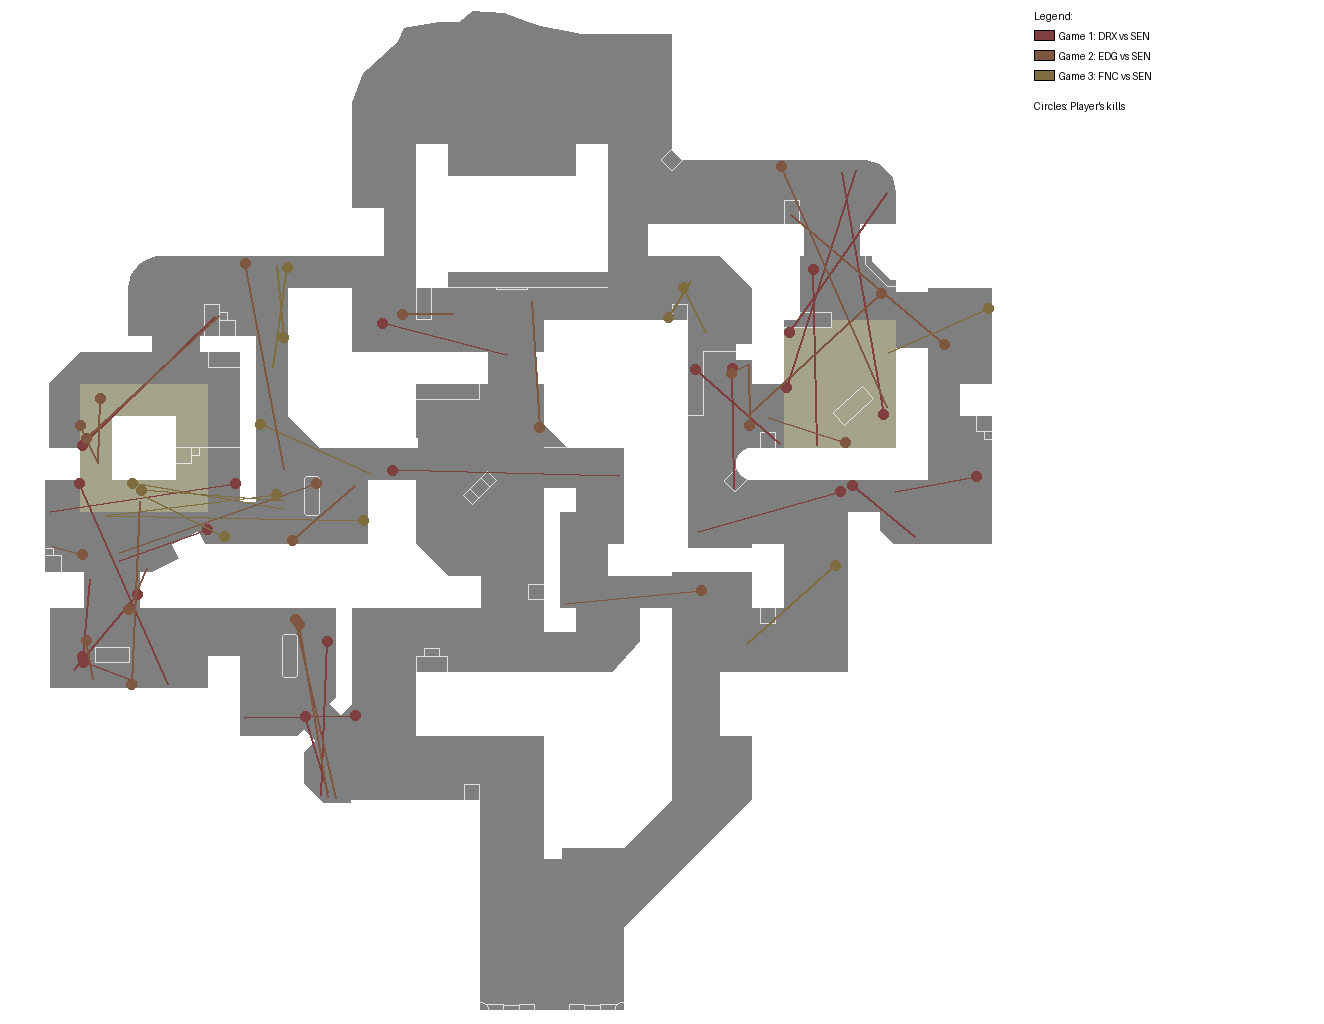 Legend:
Game 1: DRX vs SEN
Game 2: EDG vs SEN
Game 3: FNC vs SEN
Circles: Player's kills